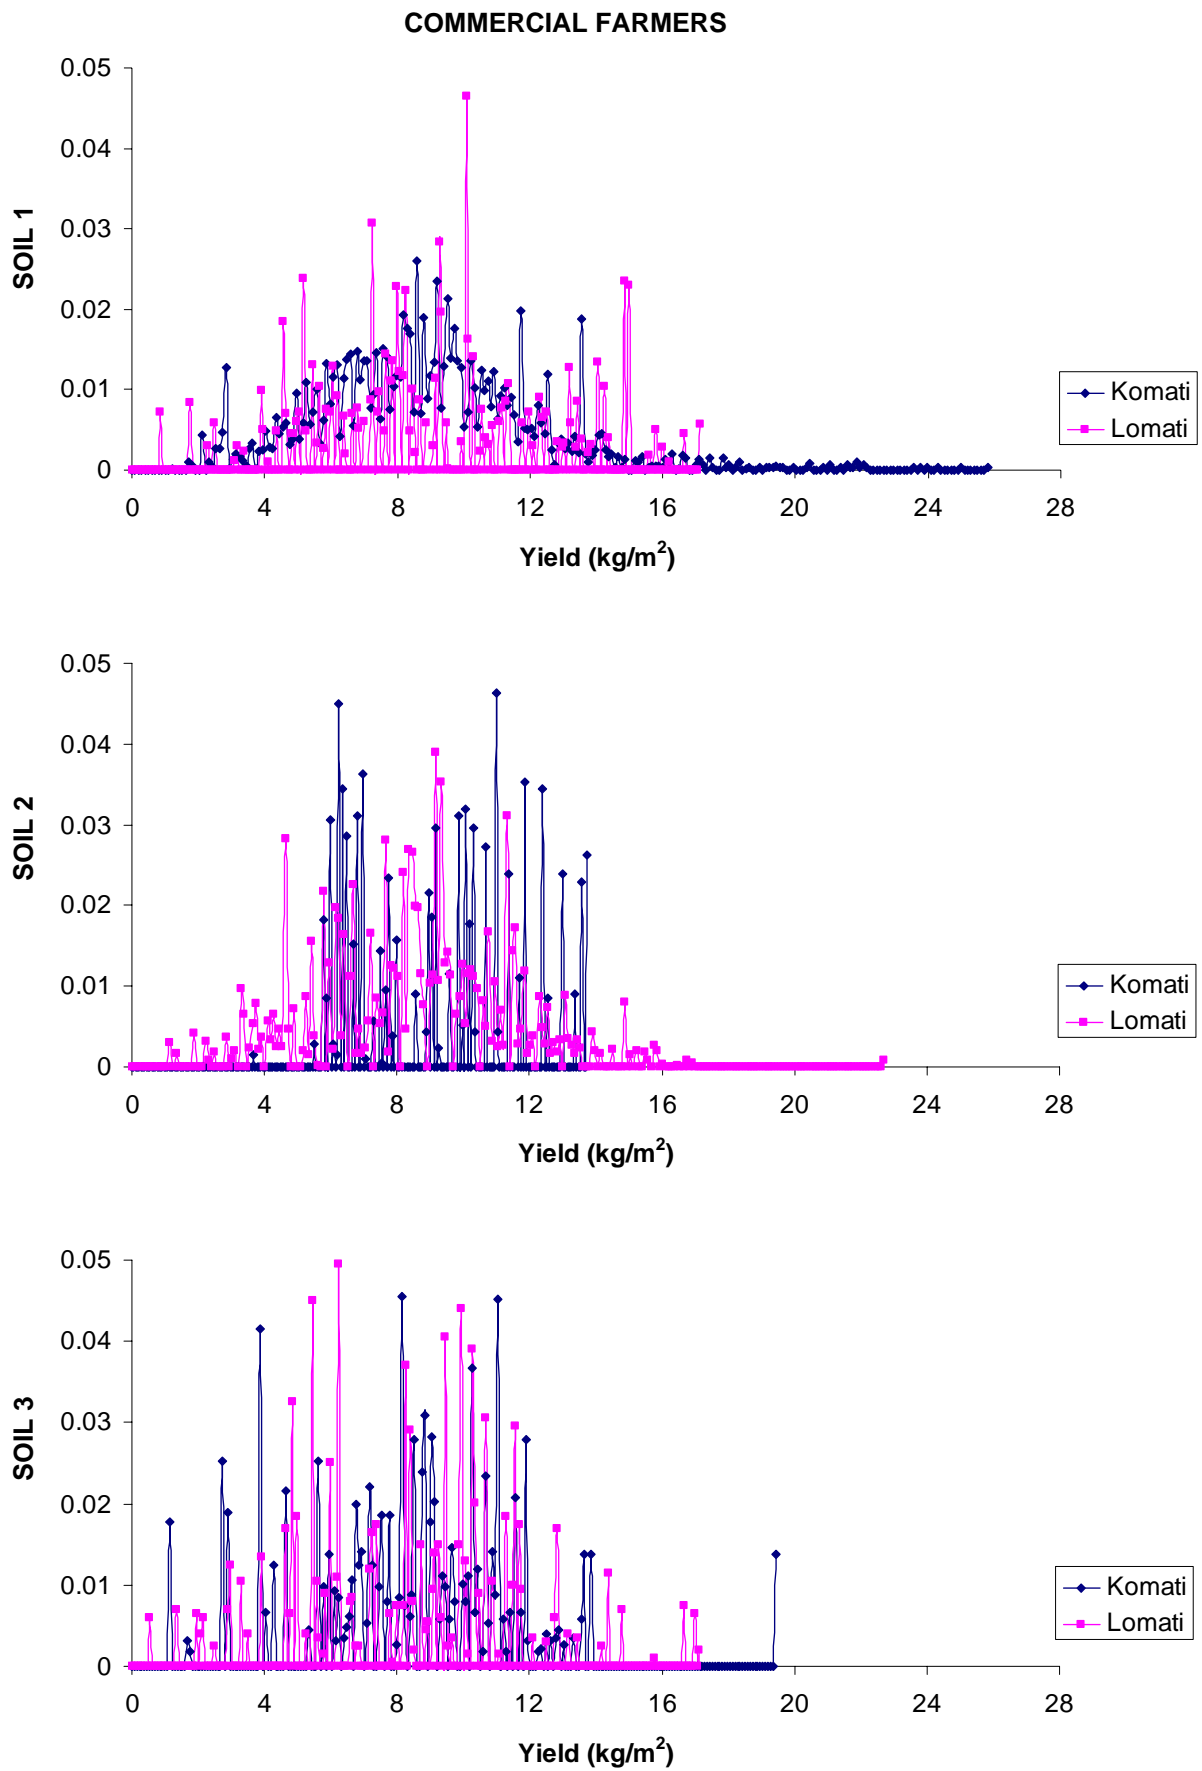 COMMERCIAL FARMERS
0.05
0.04
0.03
0.02
0.01
0
SOIL 1
0 4 8 12 16 20 24 28
Yield (kg/m²)
Komati
Lomati
0.05
0.04
0.03
0.02
0.01
0
SOIL 2
0 4 8 12 16 20 24 28
Yield (kg/m²)
Komati
Lomati
0.05
0.04
0.03
0.02
0.01
0
SOIL 3
0 4 8 12 16 20 24 28
Yield (kg/m²)
Komati
Lomati